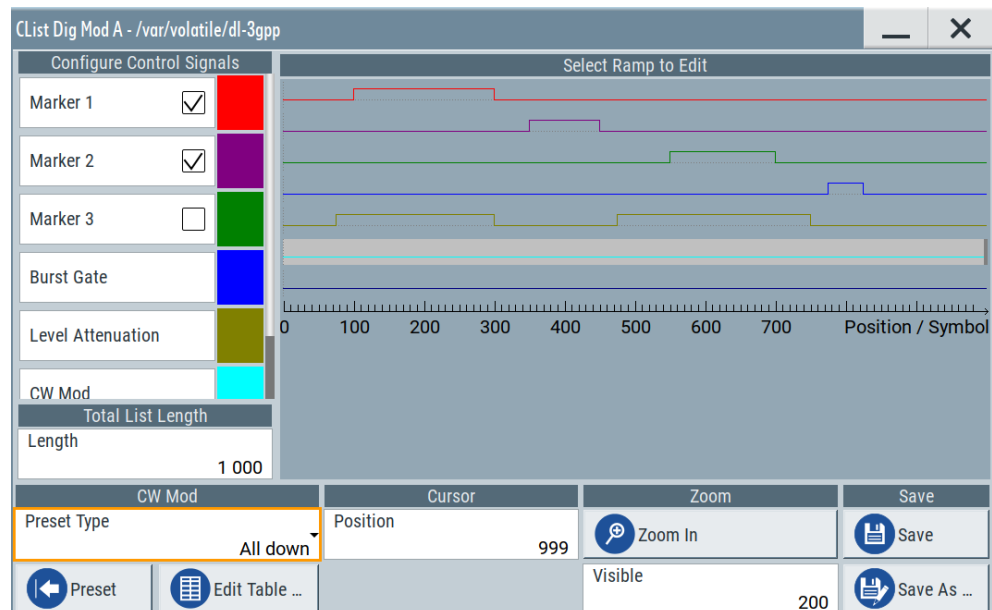 CList Dig Mod A - /var/volatile/dl-3gpp
Configure Control Signals
Select Ramp to Edit
Marker 1
Marker 2
Marker 3
Burst Gate
Level Attenuation
CW Mod
0 100 200 300 400 500 600 700 Position / Symbol
Total List Length
Length
1 000
CW Mod
Cursor
Zoom
Save
Preset Type
All down
Position
999
Zoom In
Save
Preset
Edit Table ...
Visible
200
Save As ...